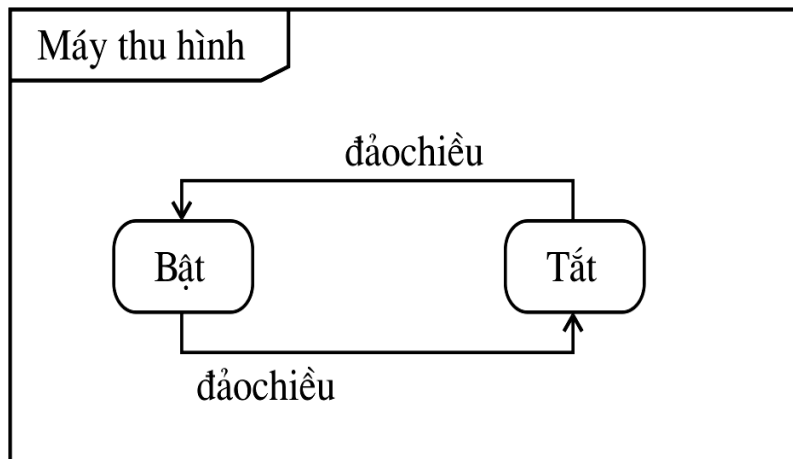 Máy thu hình
đảochiều
Bật
Tắt
đảochiều